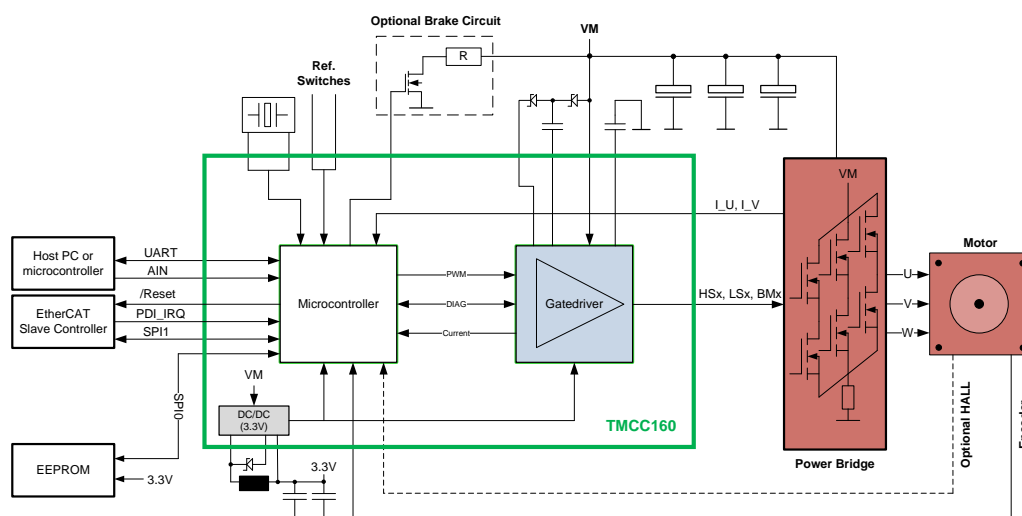 Optional Brake Circuit
VM
R
Ref.
Switches
VM
I_U, I_V
Motor
Host PC or
microcontroller
UART
AIN
PWM
U
/Reset
Microcontroller
DIAG
Gatedriver
HSx, LSx, BMx
V
EtherCAT
Slave Controller
PDI_IRQ
SPI1
Current
W
VM
SPI0
DC/DC
(3.3V)
TMCC160
Optional HALL
Encoder
EEPROM
3.3V
3.3V
Power Bridge